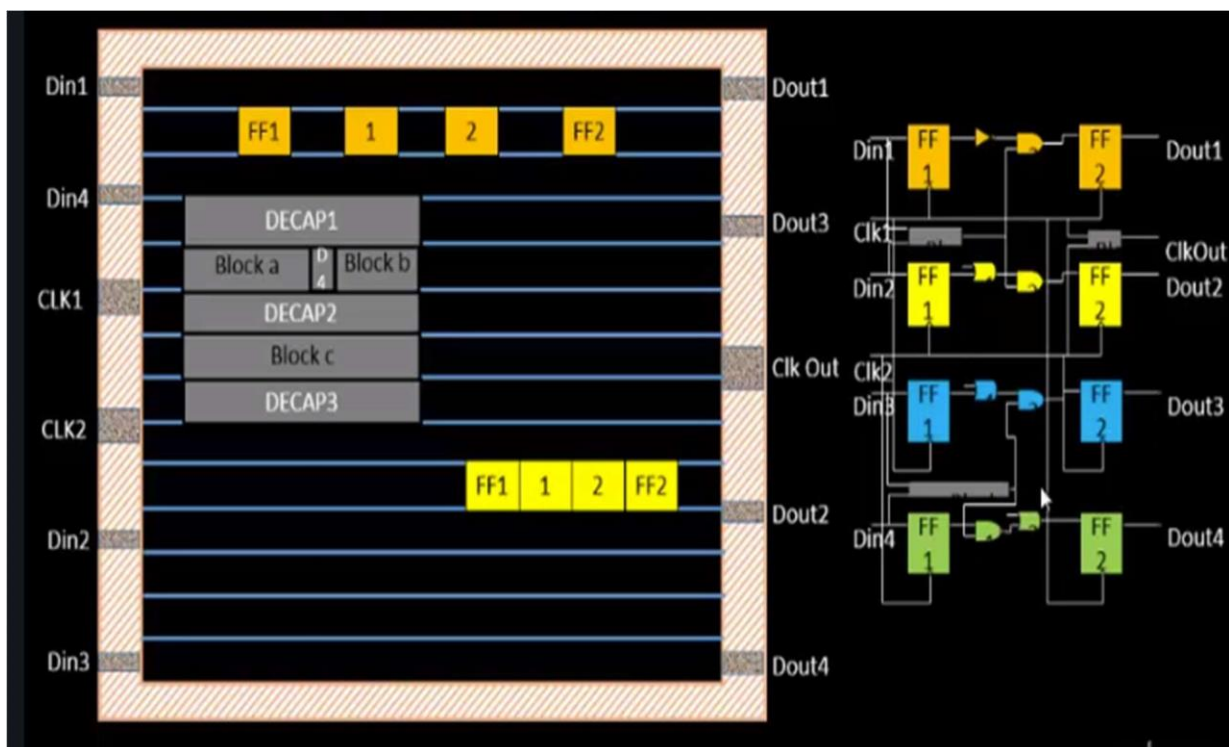 Din1
Dout1
FF1 1 2 FF2
Din4
DECAP1
Dout3
Block a D4 Block b
CLK1
DECAP2
Block c
Clk Out
DECAP3
CLK2
FF1 1 2 FF2
Dout2
Din2
Din3
Dout4
Din1 FF 1 FF 2 Dout1
Clk1 ClkOut
Din2 FF 1 FF 2 Dout2
Clk2
Din3 FF 1 FF 2 Dout3
Din4 FF 1 FF 2 Dout4